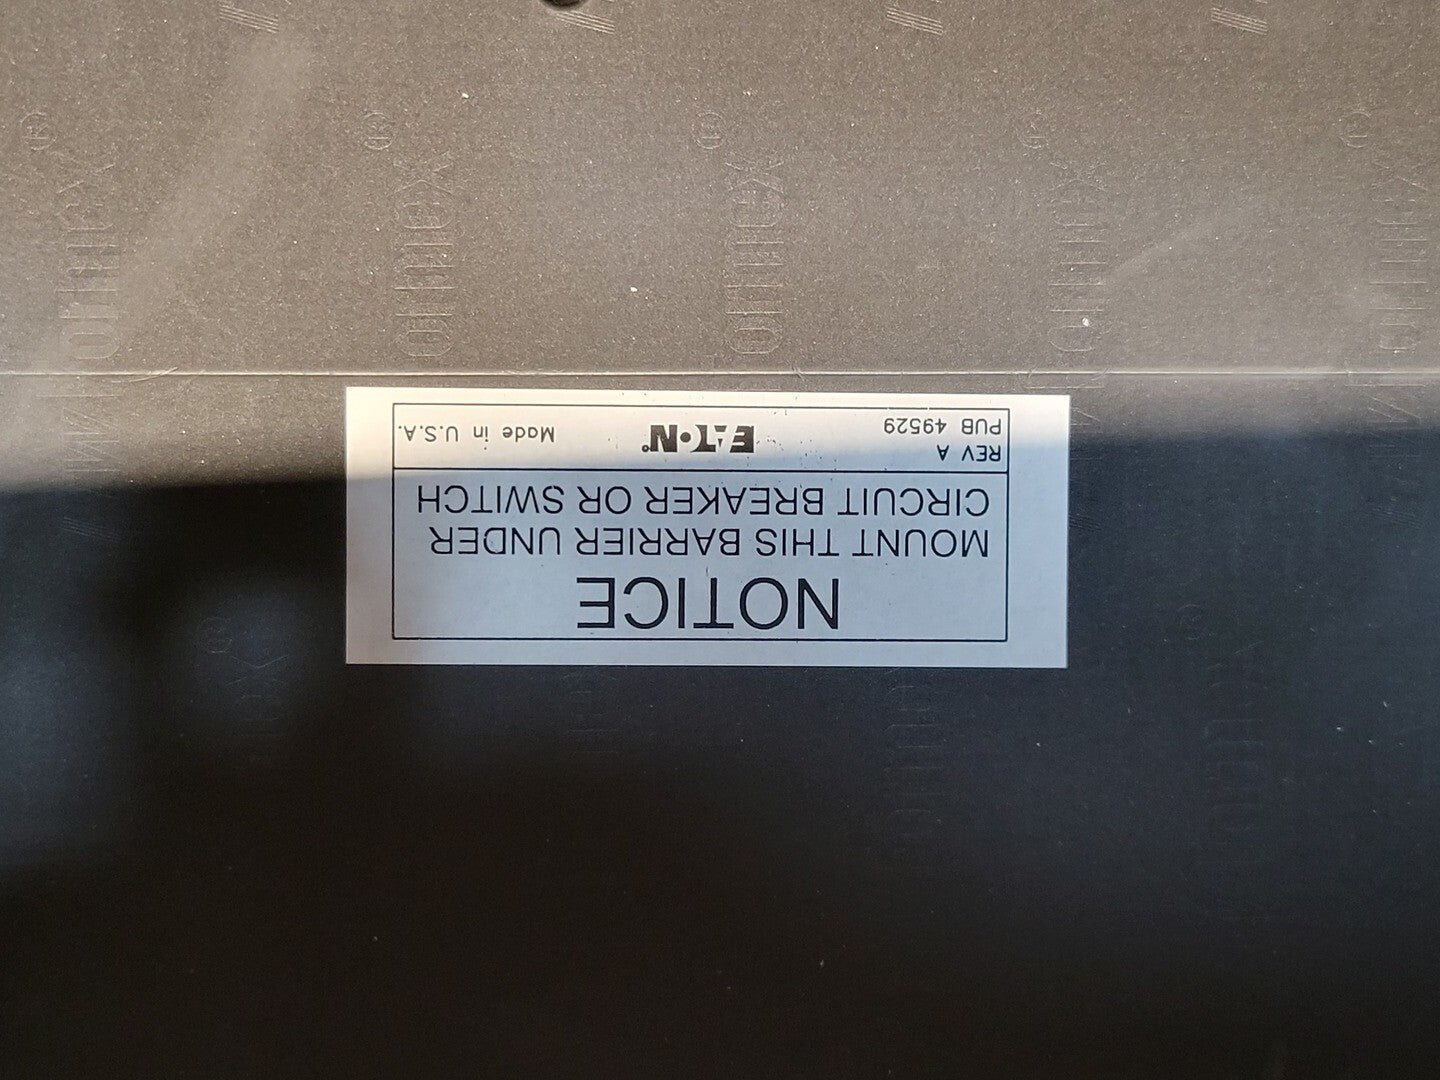 NOTICE
MOUNT THIS BARRIER UNDER
CIRCUIT BREAKER OR SWITCH
REV A
PUB 49529
EATON
Made in U.S.A.